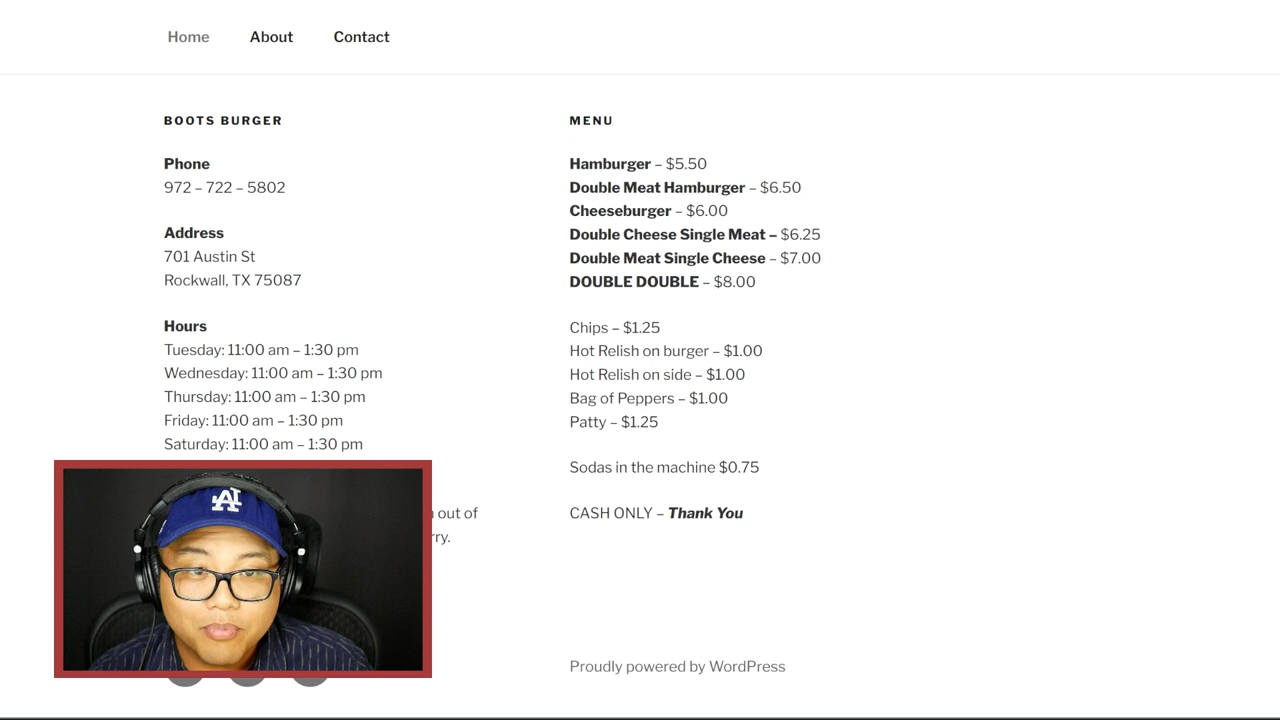 Home About Contact
BOOTS BURGER
Phone
972 – 722 – 5802
Address
701 Austin St
Rockwall, TX 75087
Hours
Tuesday: 11:00 am – 1:30 pm
Wednesday: 11:00 am – 1:30 pm
Thursday: 11:00 am – 1:30 pm
Friday: 11:00 am – 1:30 pm
Saturday: 11:00 am – 1:30 pm
out of
MENU
Hamburger – $5.50
Double Meat Hamburger – $6.50
Cheeseburger – $6.00
Double Cheese Single Meat – $6.25
Double Meat Single Cheese – $7.00
DOUBLE DOUBLE – $8.00
Chips – $1.25
Hot Relish on burger – $1.00
Hot Relish on side – $1.00
Bag of Peppers – $1.00
Patty – $1.25
Sodas in the machine $0.75
CASH ONLY – Thank You
Proudly powered by WordPress
LA